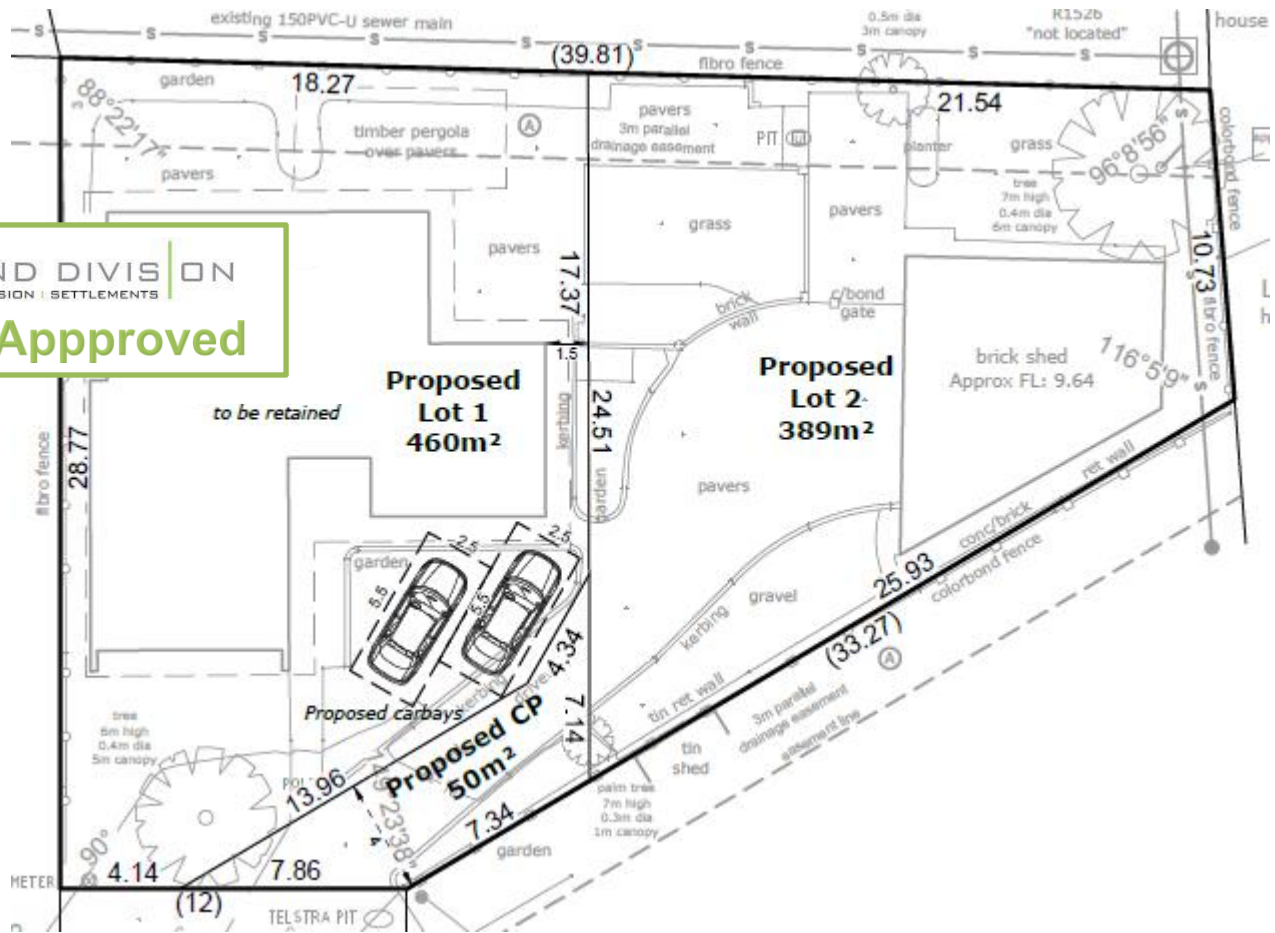 existing 150PVC-U sewer main
S S S S S S S S
(39.81)
0.5m dia
3m canopy
R1526
"not located"
house
fibro fence
garden
18.27
21.54
88°22'17"
timber pergola
over pavers
A
pavers
3m parallel
drainage easement
PIT
planter
grass
S
96°8'56"
colorbond fence
pavers
tree
7m high
0.4m dia
6m canopy
pavers
grass
pavers
ND DIVIS ON
SION | SETTLEMENTS
Appproved
17.37
brick
wall
c/bond
gate
10.73
S
fibro fence
1.5
Proposed
Lot 1
460m²
to be retained
Proposed
Lot 2
389m²
brick shed
Approx FL: 9.64
116°5'9"
S
L
h
28.77
fibro fence
kerbing
24.51
garden
pavers
ret wall
conc/brick
colorbond fence
25.93
2.5
2.5
5.5
5.5
garden
gravel
kerbing
4.34
(33.27)
A
kerbing
drive
Proposed carbays
7.14
tin ret wall
3m parallel
drainage easement
easement line
tree
6m high
0.4m dia
5m canopy
Proposed CP
50m²
tin
shed
13.96
49°23'38"
4
palm tree
7m high
0.3m dia
1m canopy
7.34
garden
90°
METER
4.14
7.86
(12)
TELSTRA PIT